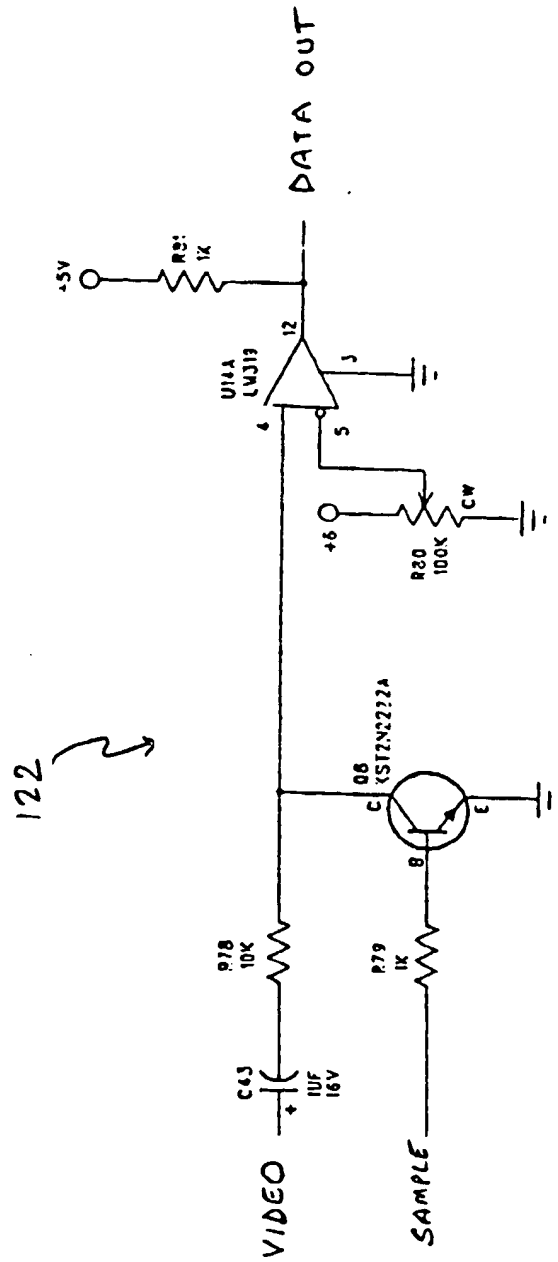 122
VIDEO
C43
+
1UF
16V
R78
10K
SAMPLE
R79
1K
B
C
E
Q8
KST2N2222A
+6
R80
100K
CW
4
5
U14A
LM319
12
3
+5V
R81
1K
DATA OUT